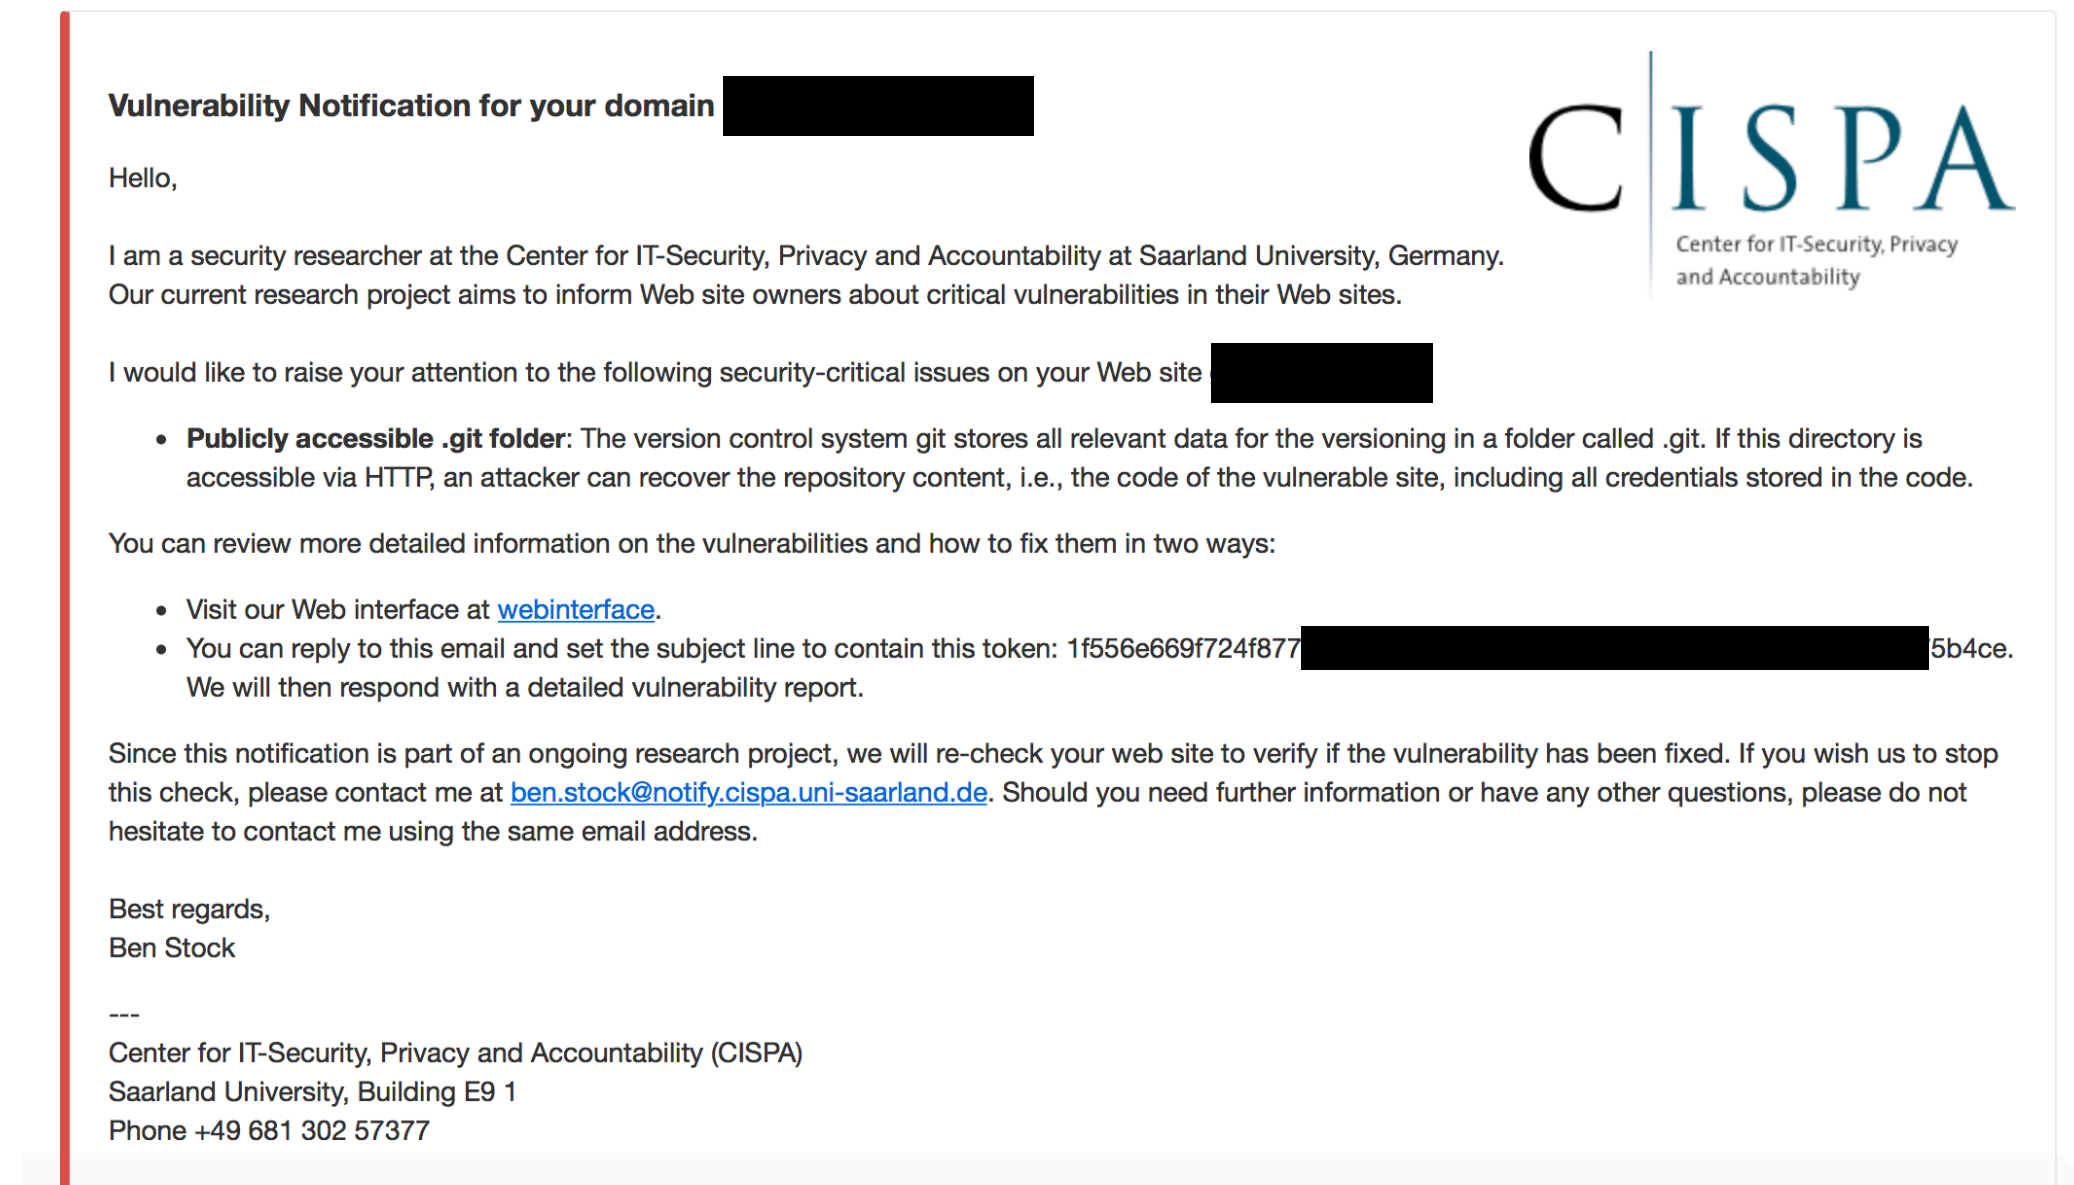 Vulnerability Notification for your domain
CISPA
Center for IT-Security, Privacy
and Accountability
Hello,
I am a security researcher at the Center for IT-Security, Privacy and Accountability at Saarland University, Germany.
Our current research project aims to inform Web site owners about critical vulnerabilities in their Web sites.
I would like to raise your attention to the following security-critical issues on your Web site
• Publicly accessible .git folder: The version control system git stores all relevant data for the versioning in a folder called .git. If this directory is
accessible via HTTP, an attacker can recover the repository content, i.e., the code of the vulnerable site, including all credentials stored in the code.
You can review more detailed information on the vulnerabilities and how to fix them in two ways:
• Visit our Web interface at webinterface.
• You can reply to this email and set the subject line to contain this token: 1f556e669f724f877 5b4ce.
We will then respond with a detailed vulnerability report.
Since this notification is part of an ongoing research project, we will re-check your web site to verify if the vulnerability has been fixed. If you wish us to stop
this check, please contact me at ben.stock@notify.cispa.uni-saarland.de. Should you need further information or have any other questions, please do not
hesitate to contact me using the same email address.
Best regards,
Ben Stock
---
Center for IT-Security, Privacy and Accountability (CISPA)
Saarland University, Building E9 1
Phone +49 681 302 57377